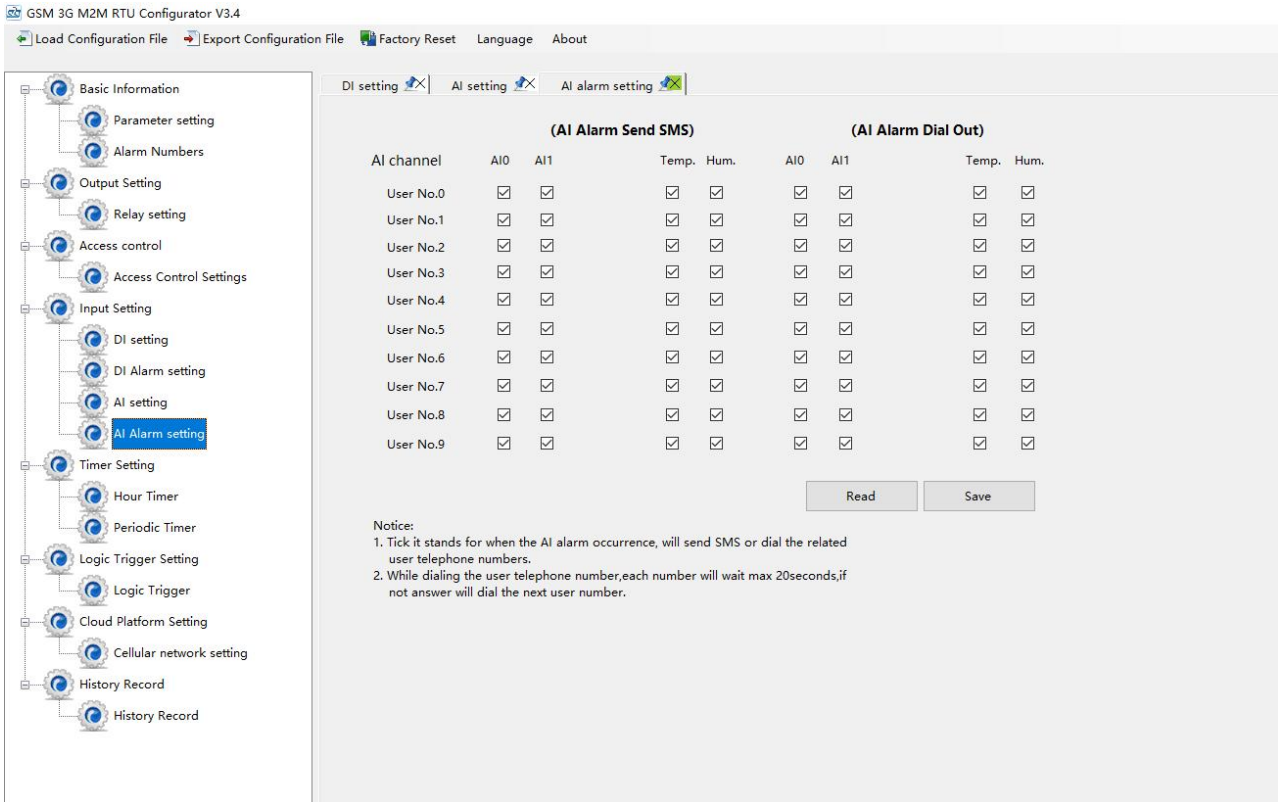 GSM 3G M2M RTU Configurator V3.4
Load Configuration File Export Configuration File Factory Reset Language About
Basic Information
Parameter setting
Alarm Numbers
Output Setting
Relay setting
Access control
Access Control Settings
Input Setting
DI setting
DI Alarm setting
AI setting
AI Alarm setting
Timer Setting
Hour Timer
Periodic Timer
Logic Trigger Setting
Logic Trigger
Cloud Platform Setting
Cellular network setting
History Record
History Record
DI setting AI setting AI alarm setting
(AI Alarm Send SMS) (AI Alarm Dial Out)
AI channel AI0 AI1 Temp. Hum. AI0 AI1 Temp. Hum.
User No.0
User No.1
User No.2
User No.3
User No.4
User No.5
User No.6
User No.7
User No.8
User No.9
Read Save
Notice:
1. Tick it stands for when the AI alarm occurrence, will send SMS or dial the related
user telephone numbers.
2. While dialing the user telephone number,each number will wait max 20seconds,if
not answer will dial the next user number.